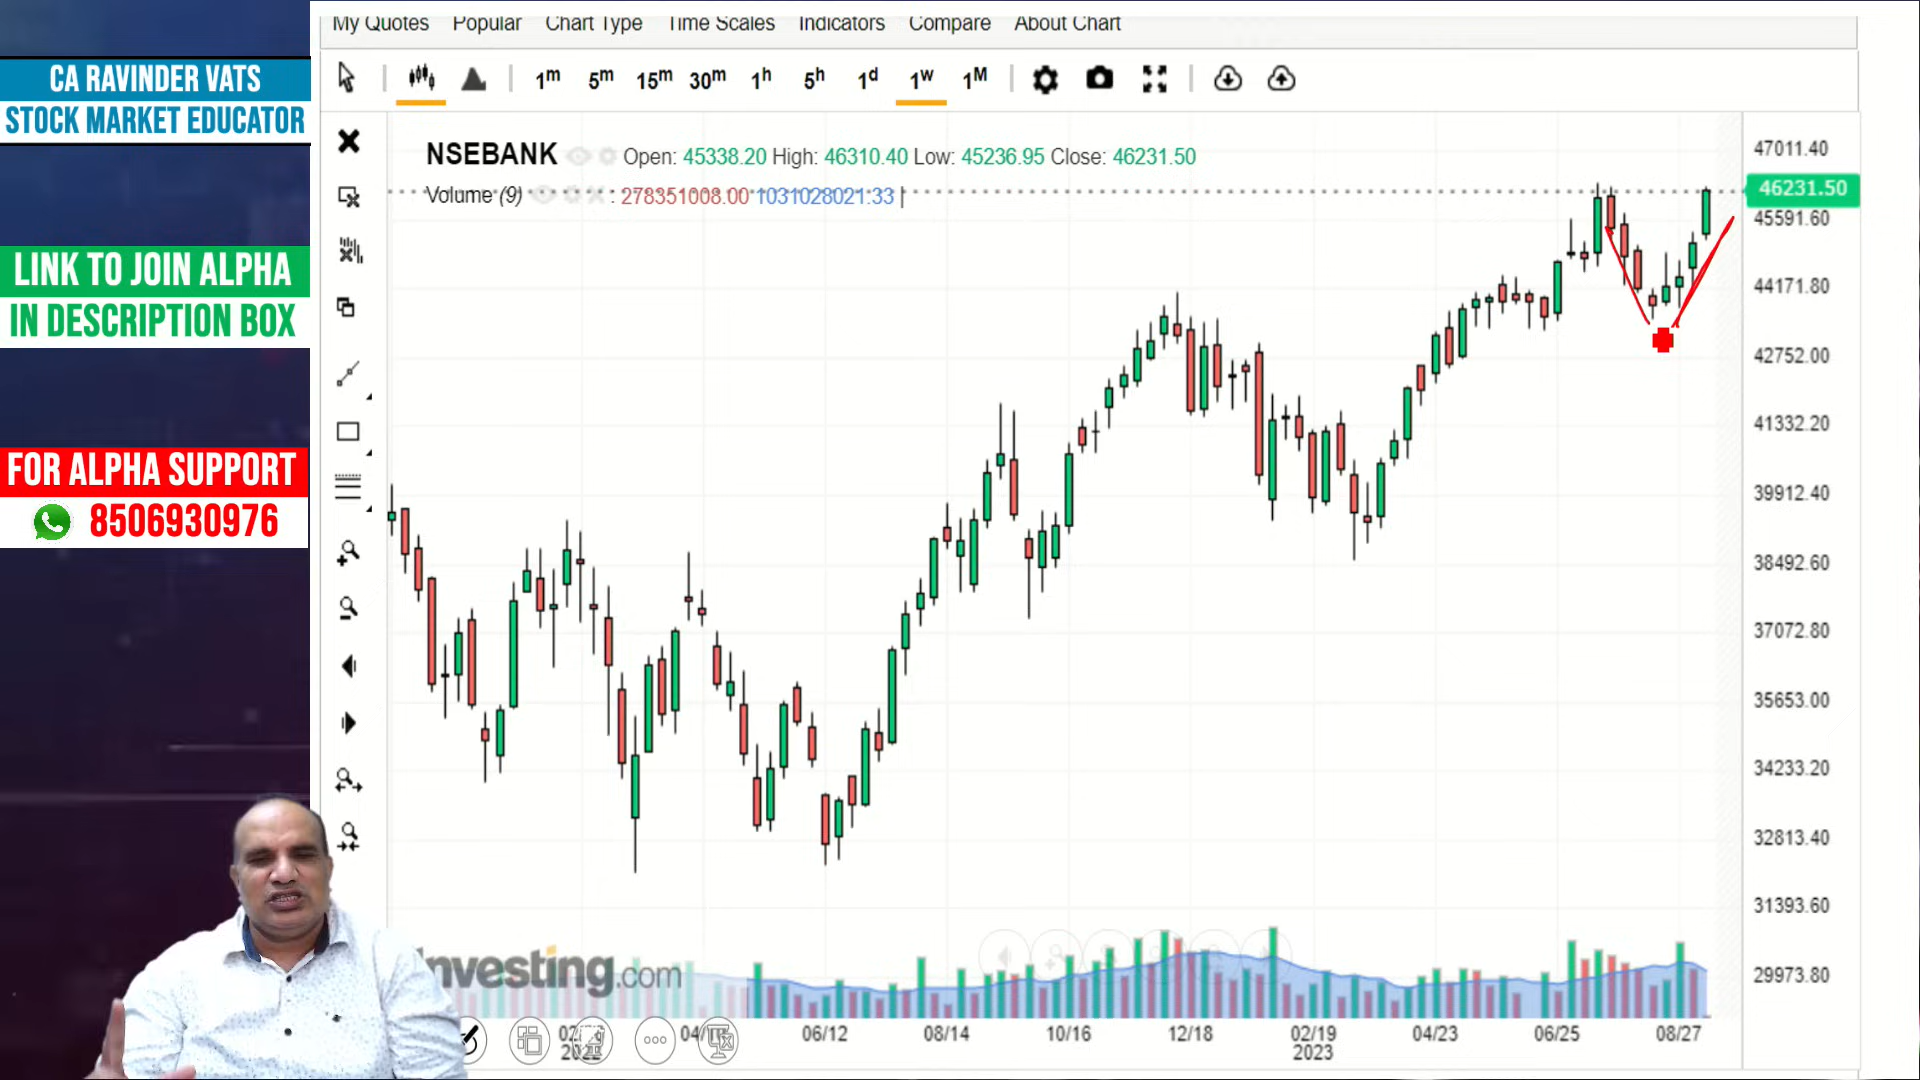 My Quotes Popular Chart Type Time Scales Indicators Compare About Chart
CA RAVINDER VATS
STOCK MARKET EDUCATOR
1m 5m 15m 30m 1h 5h 1d 1w 1M
NSEBANK Open: 45338.20 High: 46310.40 Low: 45236.95 Close: 46231.50
Volume (9) : 278351008.00 1031028021.33
LINK TO JOIN ALPHA
IN DESCRIPTION BOX
FOR ALPHA SUPPORT
8506930976
47011.40
46231.50
45591.60
44171.80
42752.00
41332.20
39912.40
38492.60
37072.80
35653.00
34233.20
32813.40
31393.60
29973.80
Investing.com
06/12 08/14 10/16 12/18 02/19 04/23 06/25 08/27
2023